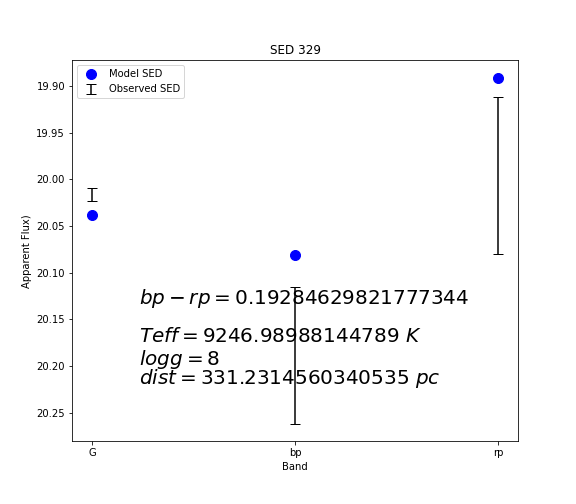 SED 329
Model SED
Observed SED
19.90
19.95
20.00
20.05
20.10
20.15
20.20
20.25
Apparent Flux)
bp − rp = 0.19284629821777344
Teff = 9246.98988144789 K
logg = 8
dist = 331.2314560340535 pc
G
bp
rp
Band